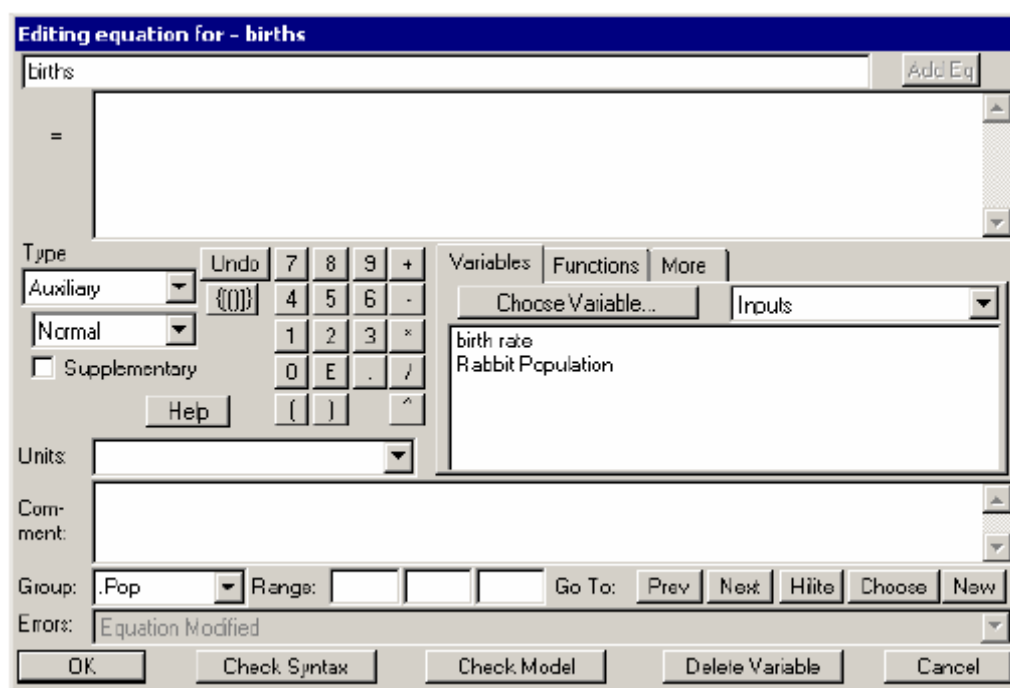 Editing equation for - births
births Add Eq
=
Type
Auxiliary
Normal
Supplementary
Help
Undo 7 8 9 +
{[()]} 4 5 6 -
1 2 3 *
0 E . /
( ) ^
Variables Functions More
Choose Variable... Inputs
birth rate
Rabbit Population
Units:
Com-
ment:
Group: .Pop Range: Go To: Prev Next Hilite Choose New
Errors: Equation Modified
OK Check Syntax Check Model Delete Variable Cancel